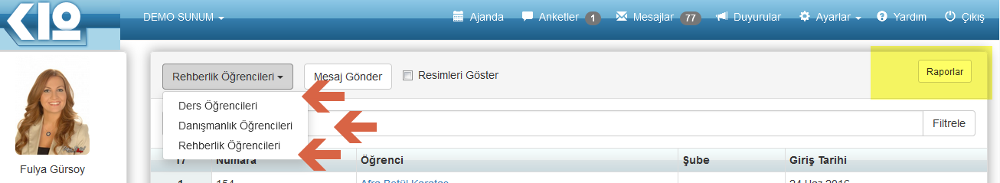 K12
DEMO SUNUM
Ajanda
Anketler 1
Mesajlar 77
Duyurular
Ayarlar
Yardım
Çıkış
Rehberlik Öğrencileri
Mesaj Gönder
Resimleri Göster
Raporlar
Ders Öğrencileri
Danışmanlık Öğrencileri
Rehberlik Öğrencileri
Filtrele
Fulya Gürsoy
17 Numara Öğrenci Şube Giriş Tarihi
1 154 Afra Betül Karataş 24 Haz 2016